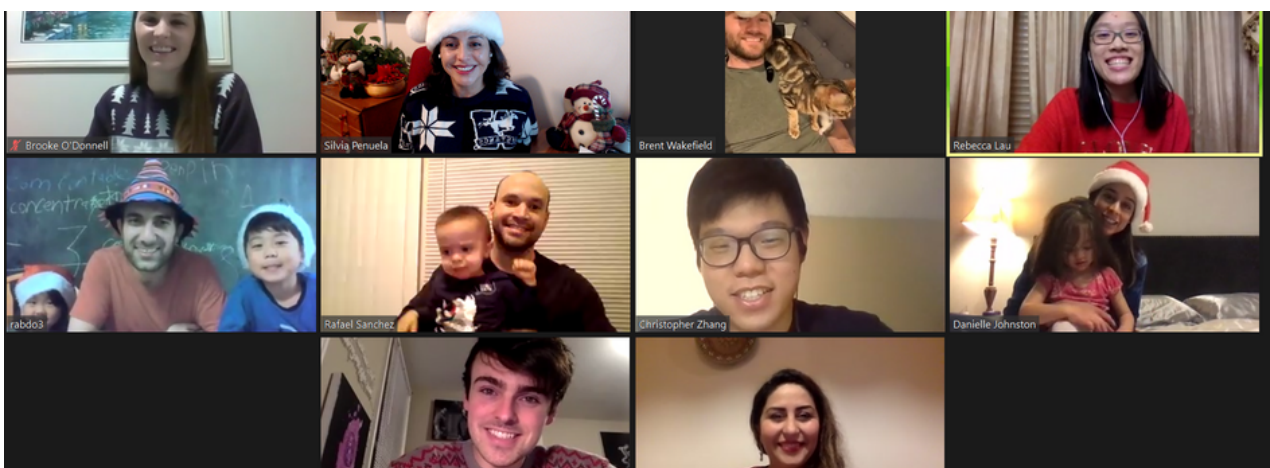 Brooke O'Donnell
Silvia Penuela
Brent Wakefield
Rebecca Lau
rabdo3
Rafael Sanchez
Christopher Zhang
Danielle Johnston